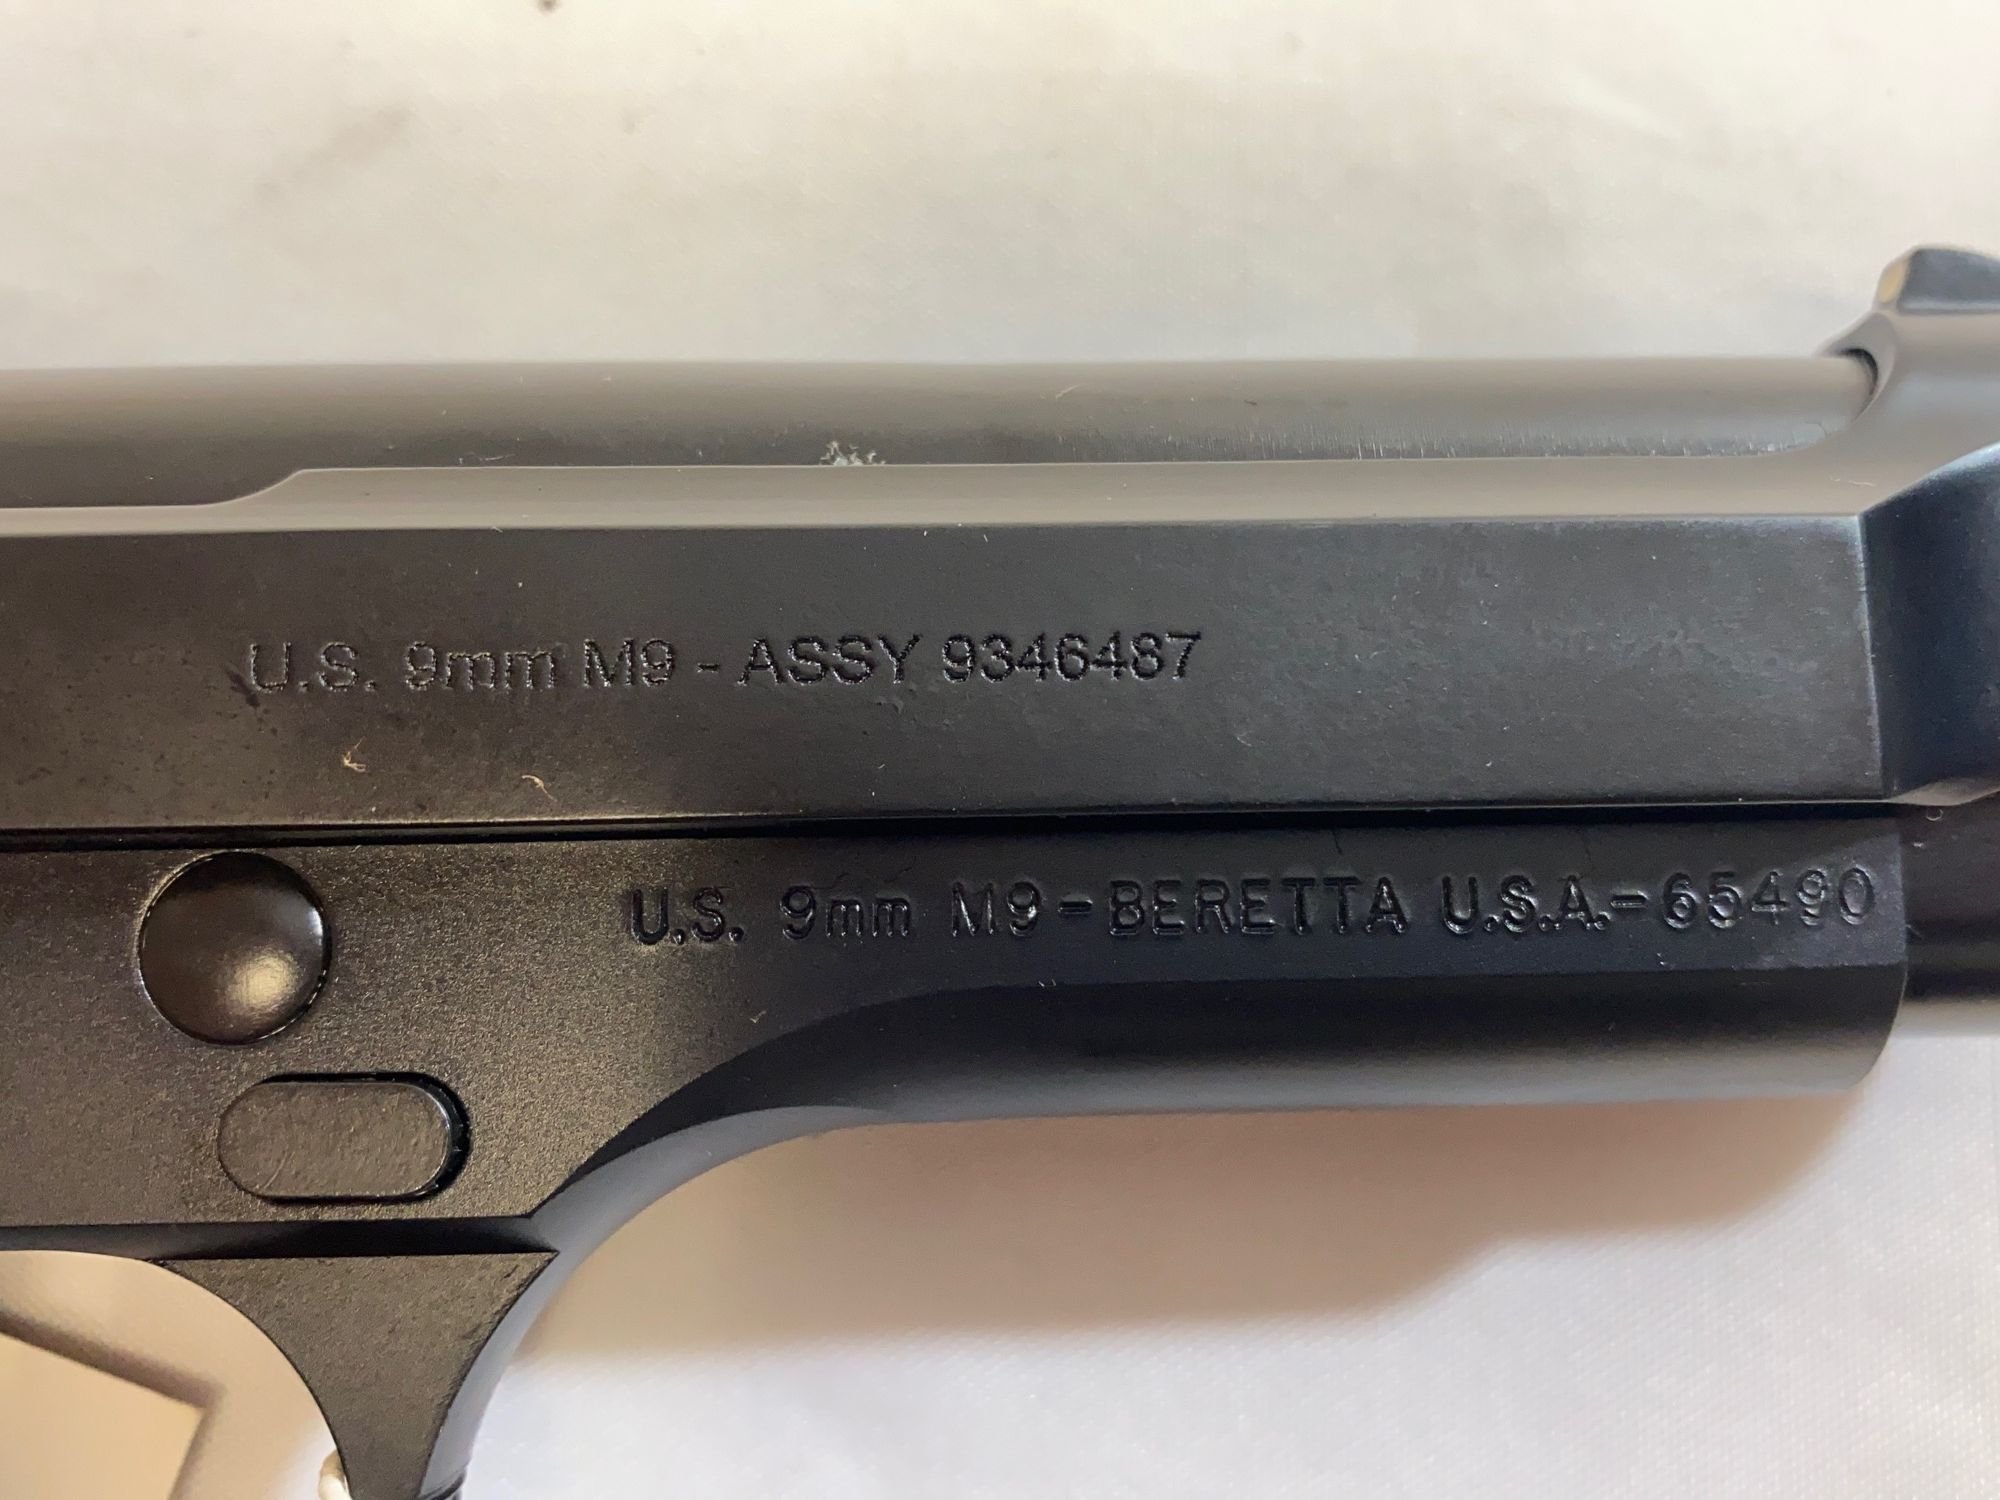 U.S. 9mm M9 - ASSY 9346487
U.S. 9mm M9-BERETTA U.S.A.-65490